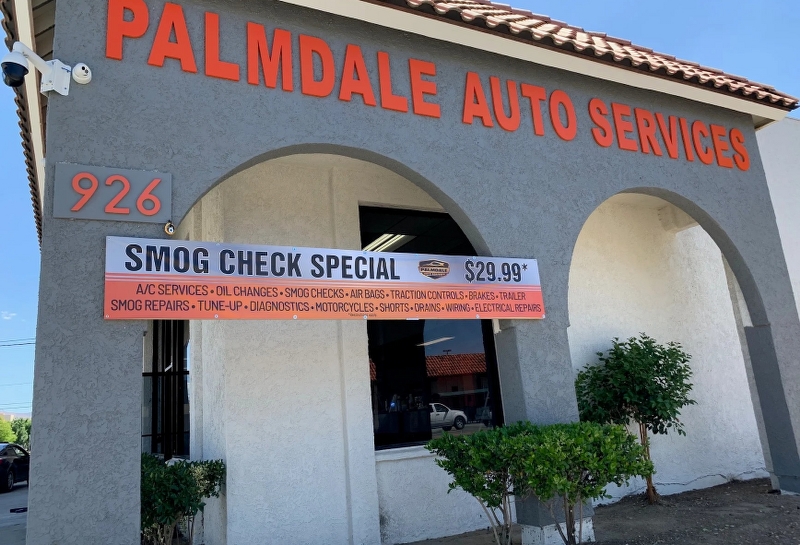 PALMDALE AUTO SERVICES
926
SMOG CHECK SPECIAL PALMDALE $29.99*
A/C SERVICES • OIL CHANGES • SMOG CHECKS • AIR BAGS • TRACTION CONTROLS • BRAKES • TRAILER
SMOG REPAIRS • TUNE-UP • DIAGNOSTICS • MOTORCYCLES • SHORTS • DRAINS • WIRING • ELECTRICAL REPAIRS